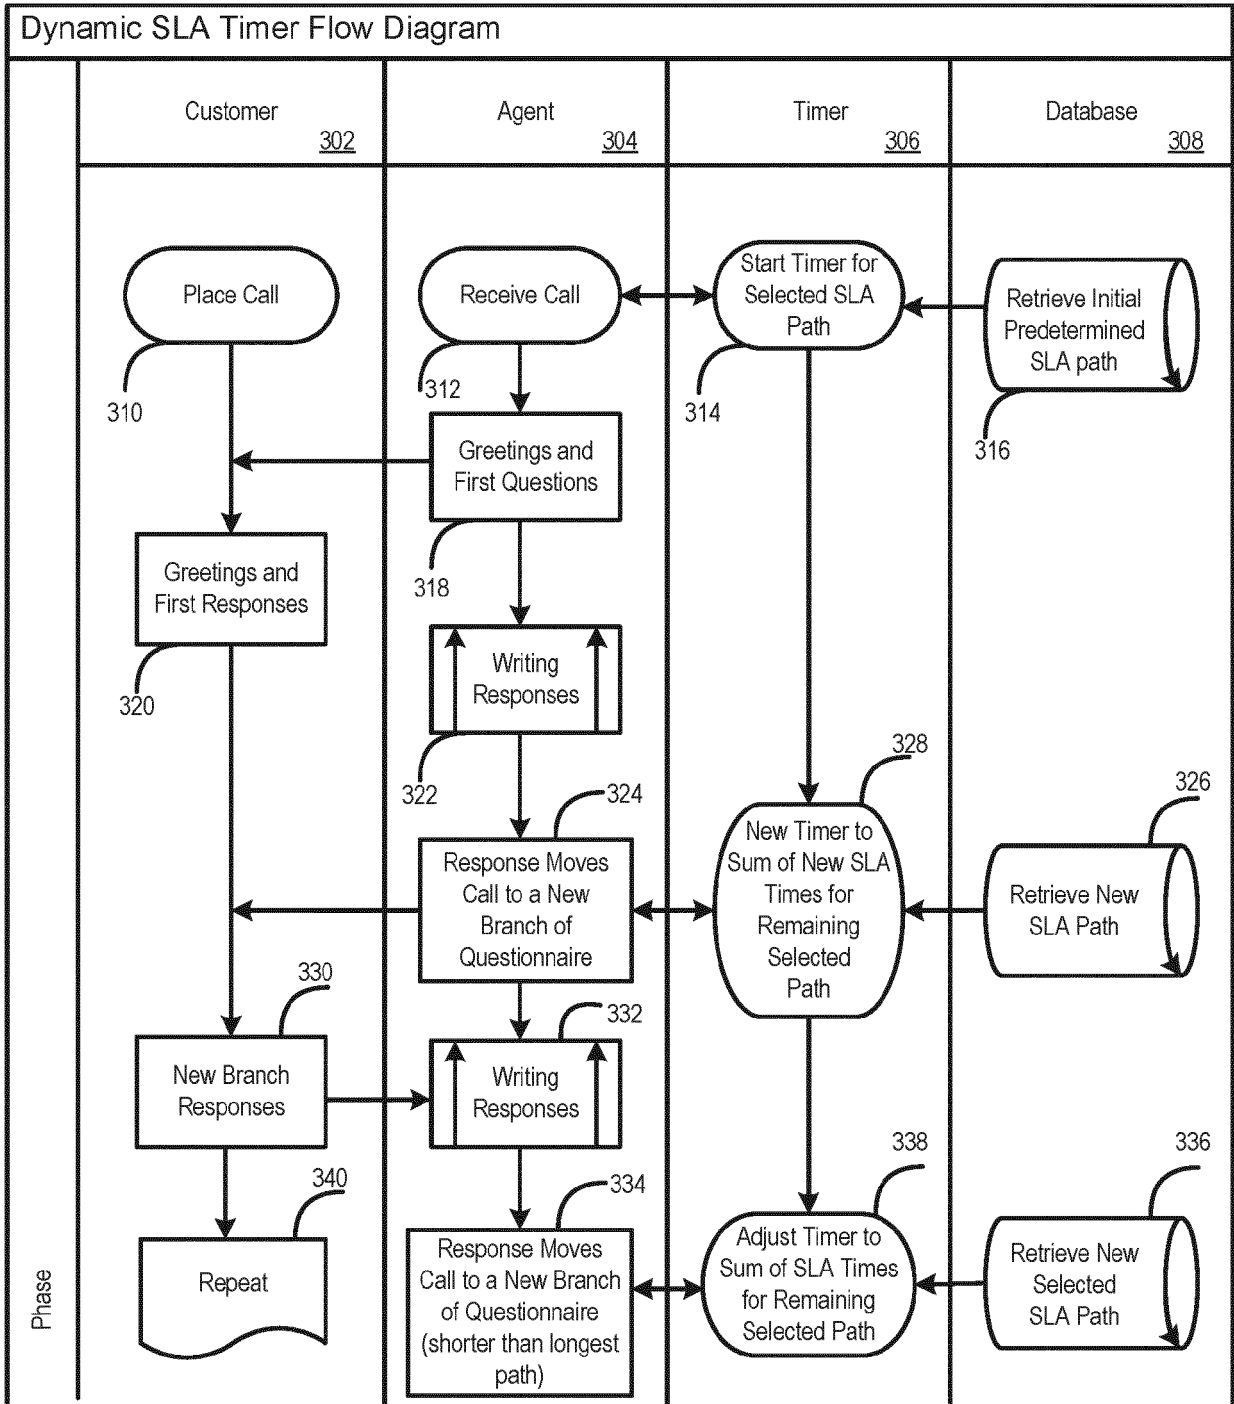 Dynamic SLA Timer Flow Diagram
Customer
302
Agent
304
Timer
306
Database
308
Place Call
310
Receive Call
312
Start Timer for
Selected SLA
Path
314
Retrieve Initial
Predetermined
SLA path
316
Greetings and
First Questions
318
Greetings and
First Responses
320
Writing
Responses
322
324
Response Moves
Call to a New
Branch of
Questionnaire
328
New Timer to
Sum of New SLA
Times for
Remaining
Selected
Path
326
Retrieve New
SLA Path
330
New Branch
Responses
332
Writing
Responses
340
Repeat
334
Response Moves
Call to a New Branch
of Questionnaire
(shorter than longest
path)
338
Adjust Timer to
Sum of SLA Times
for Remaining
Selected Path
336
Retrieve New
Selected
SLA Path
Phase